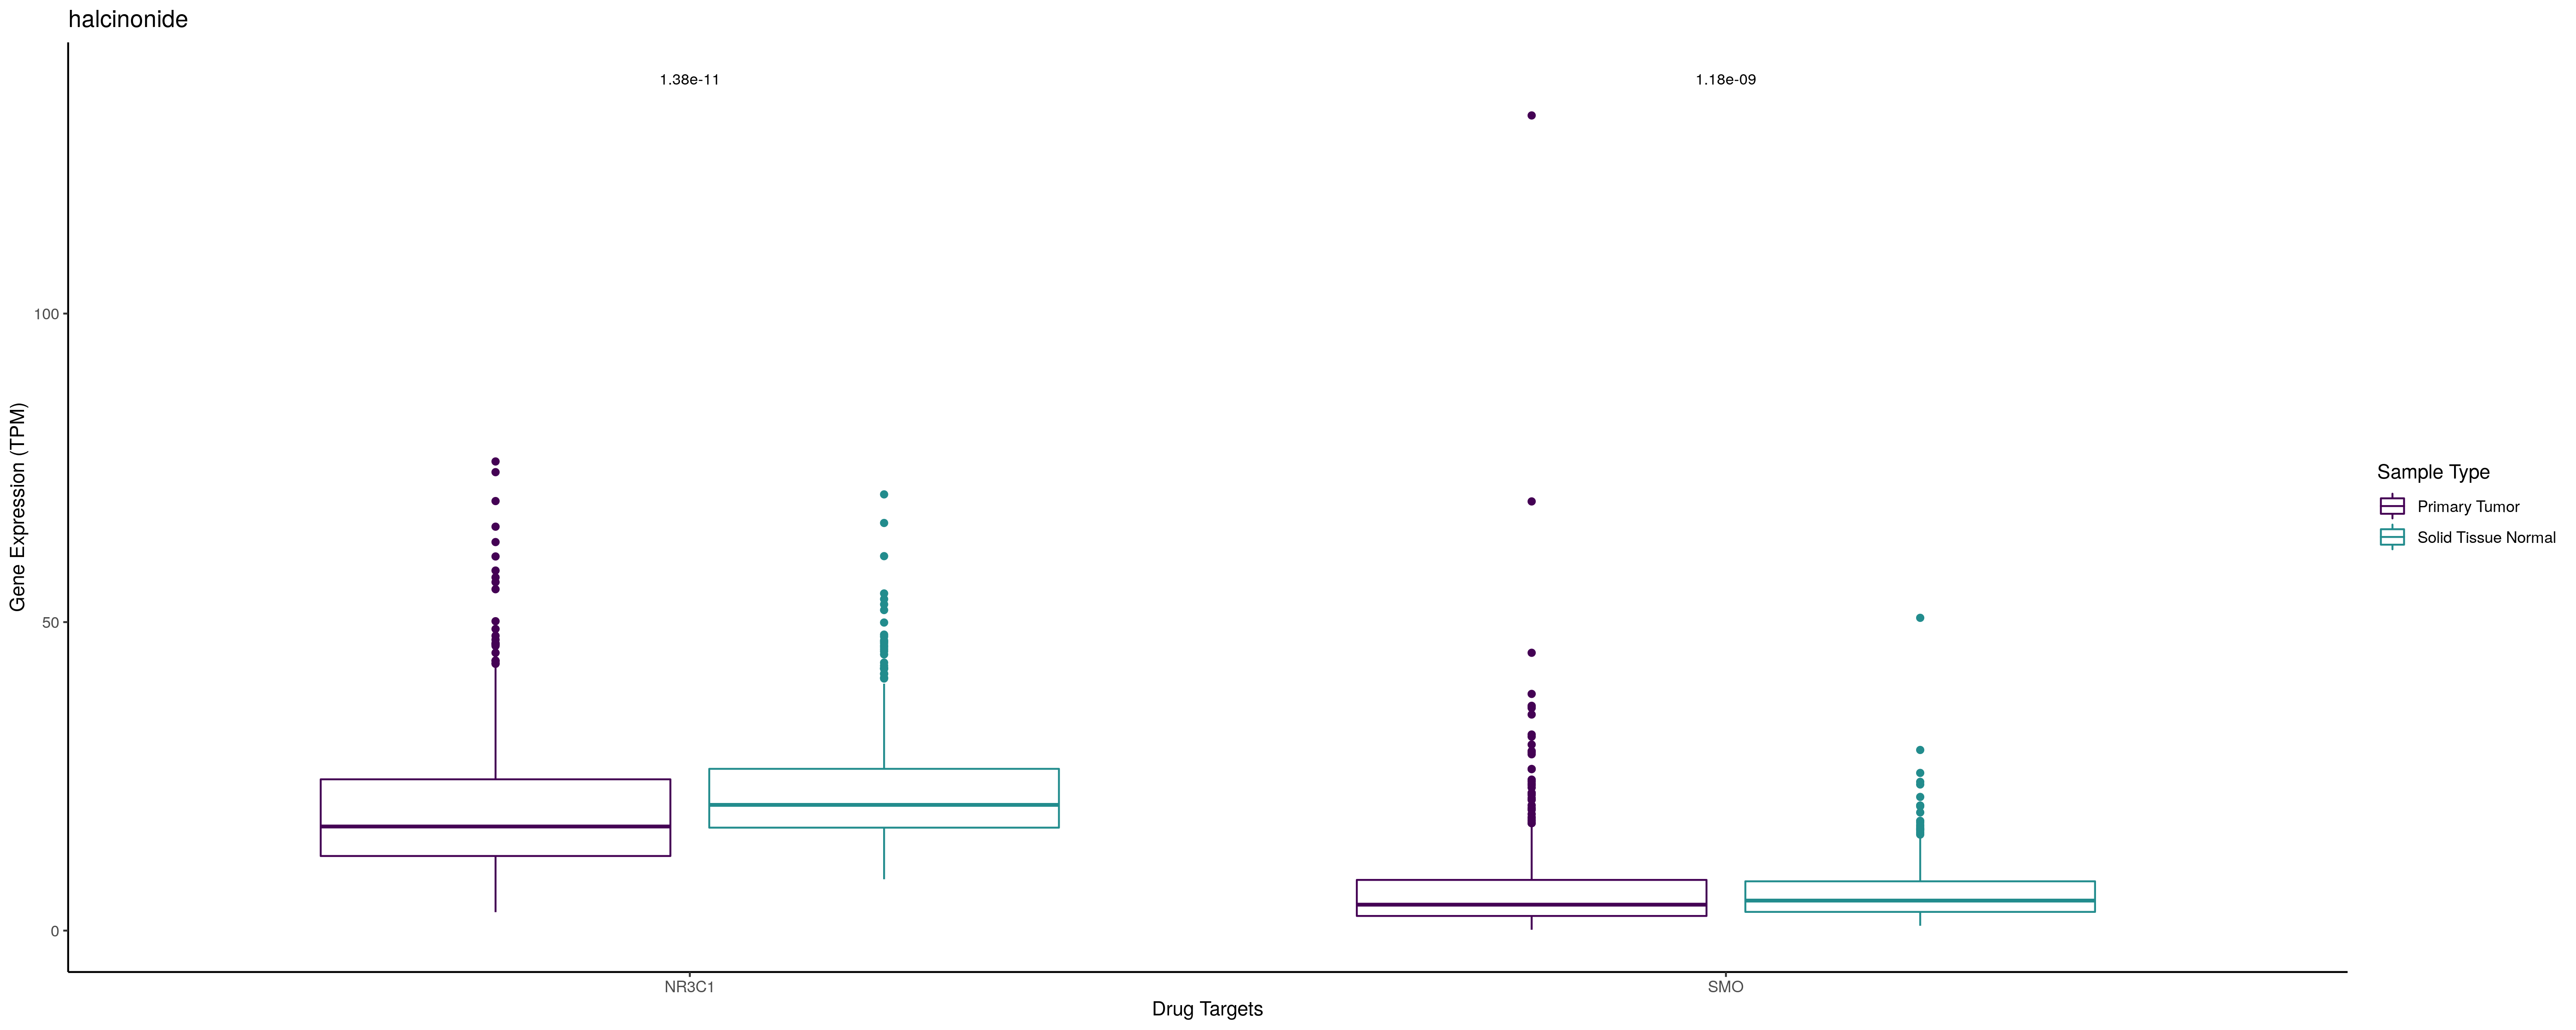 halcinonide
1.38e-11
1.18e-09
100
50
0
Gene Expression (TPM)
NR3C1
SMO
Drug Targets
Sample Type
Primary Tumor
Solid Tissue Normal